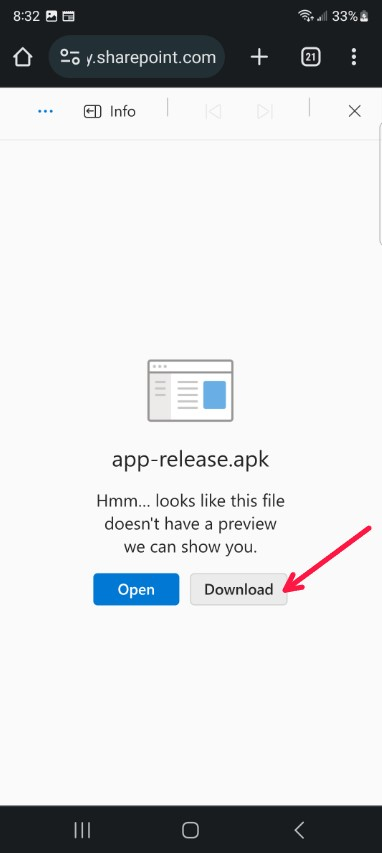 8:32
33%
y.sharepoint.com
21
Info
app-release.apk
Hmm... looks like this file
doesn't have a preview
we can show you.
Open
Download